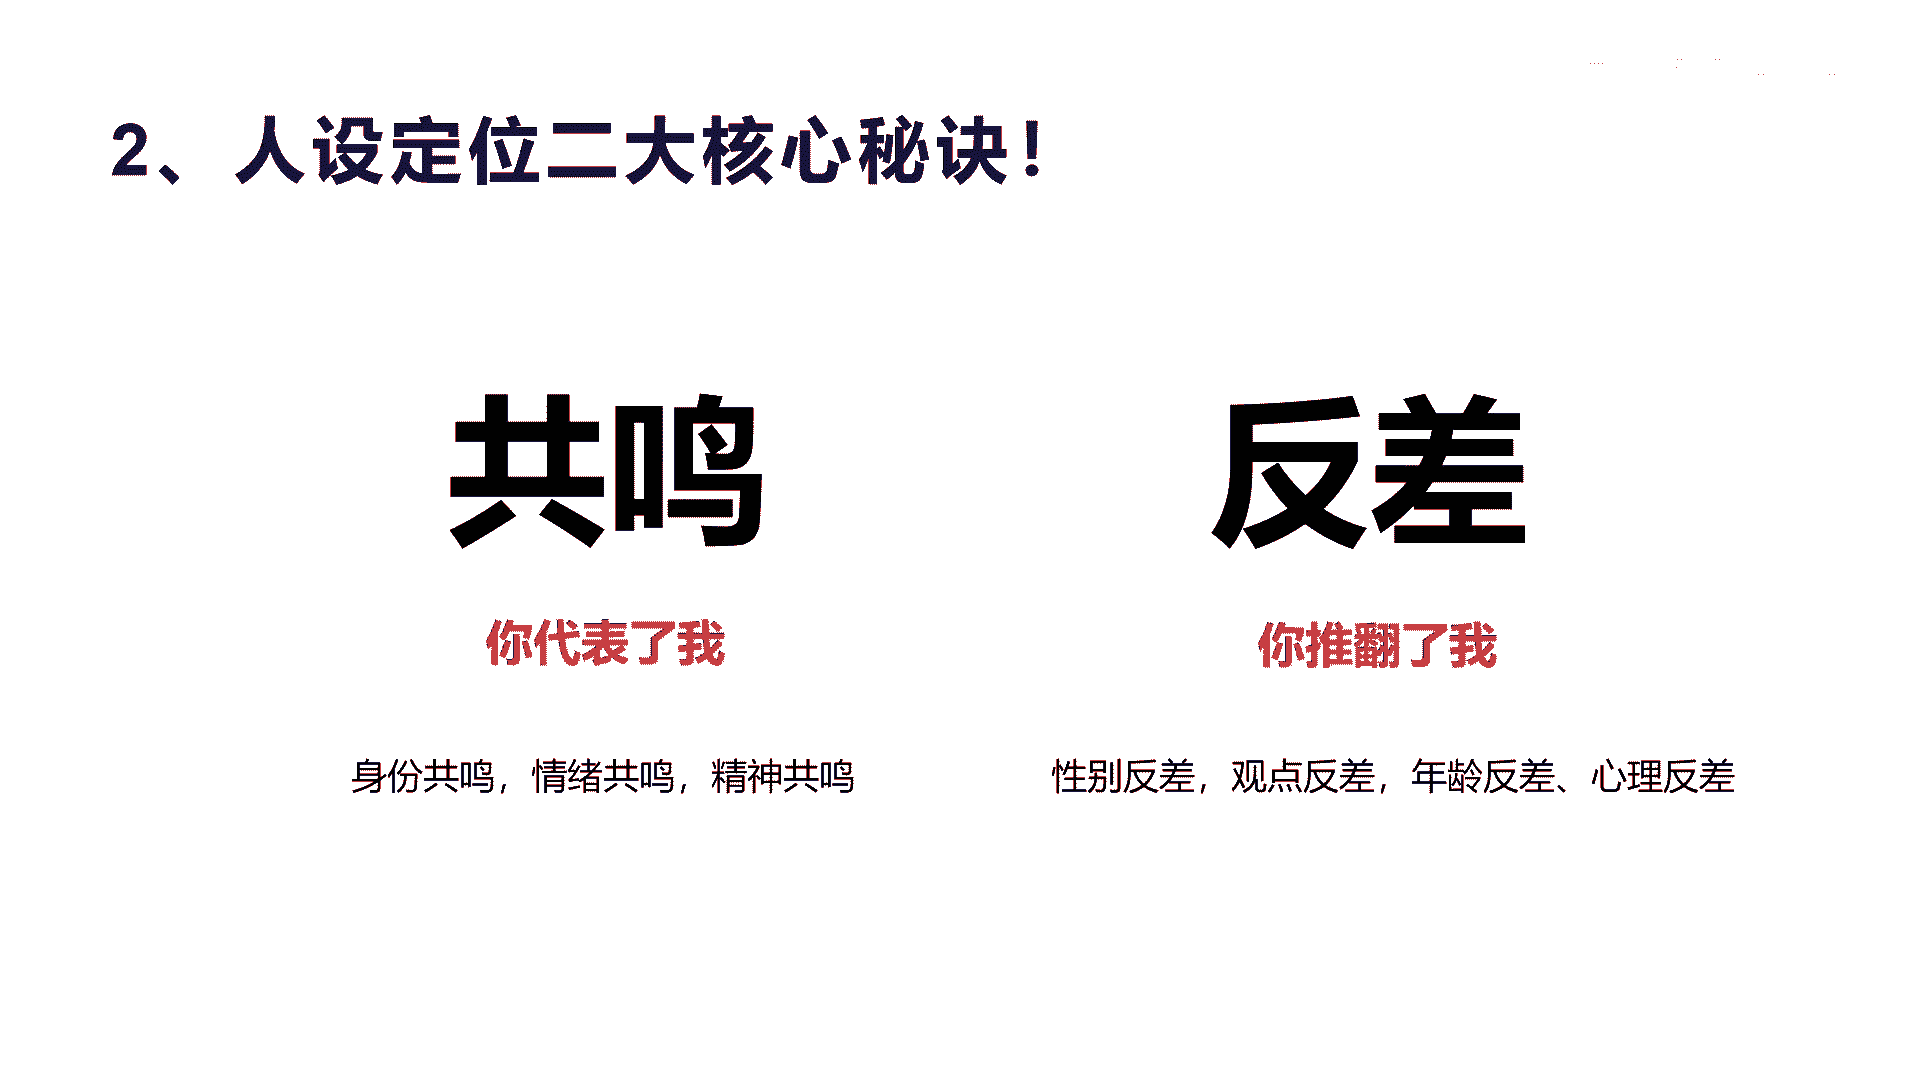 2、人设定位二大核心秘诀！
共鸣
反差
你代表了我
你推翻了我
身份共鸣，情绪共鸣，精神共鸣
性别反差，观点反差，年龄反差、心理反差